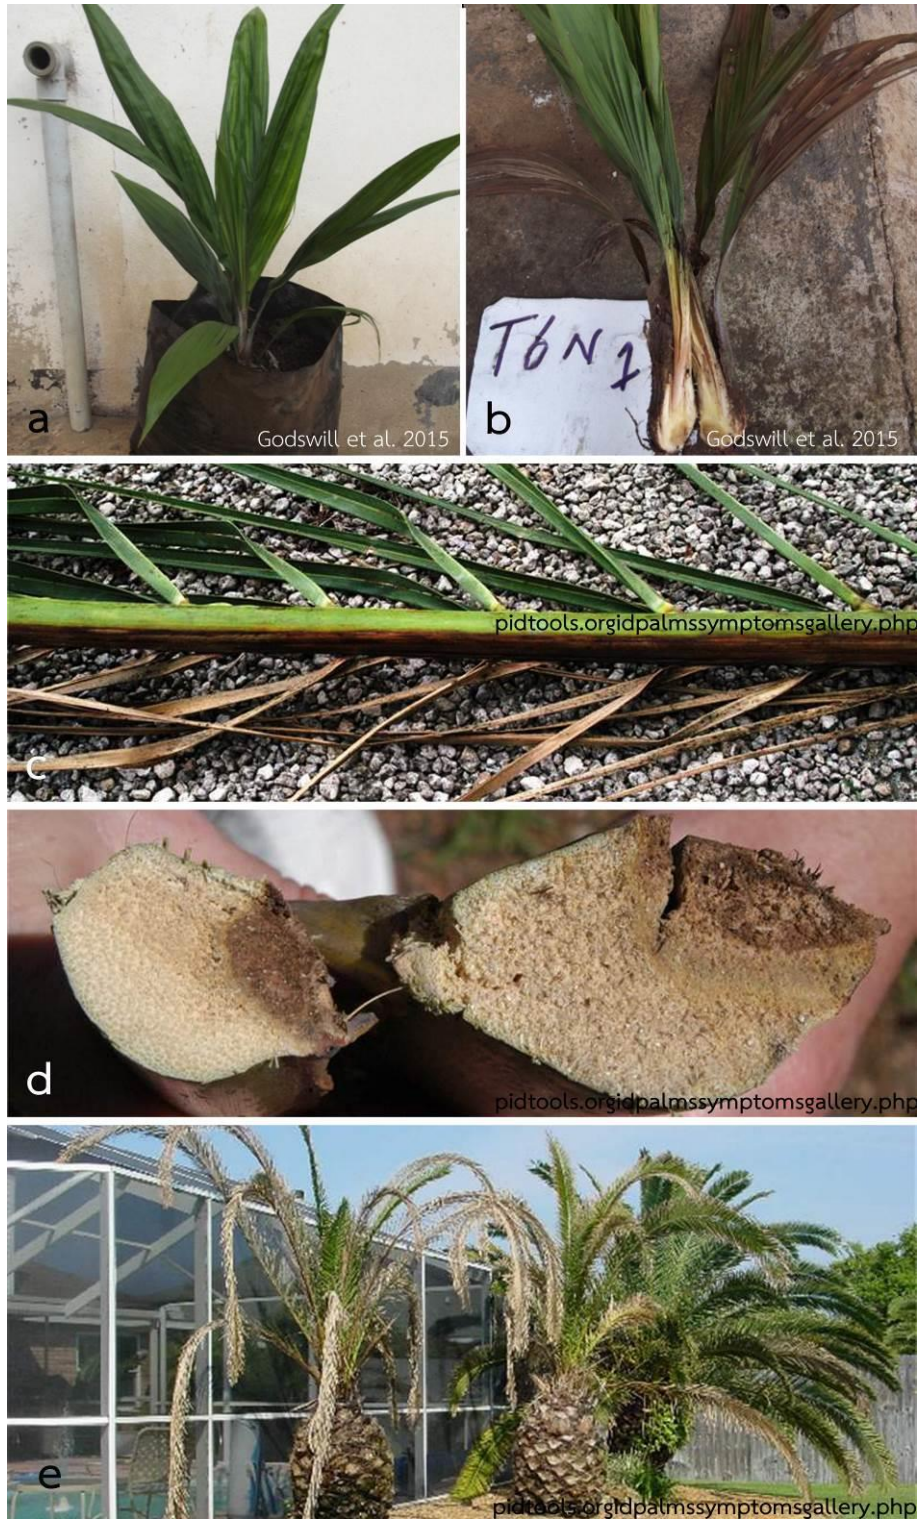 a
Godswill et al. 2015
T6N1
b
Godswill et al. 2015
pidtools.orgidpalmssymptomsgallery.php
c
d
pidtools.orgidpalmssymptomsgallery.php
e
pidtools.orgidpalmssymptomsgallery.php